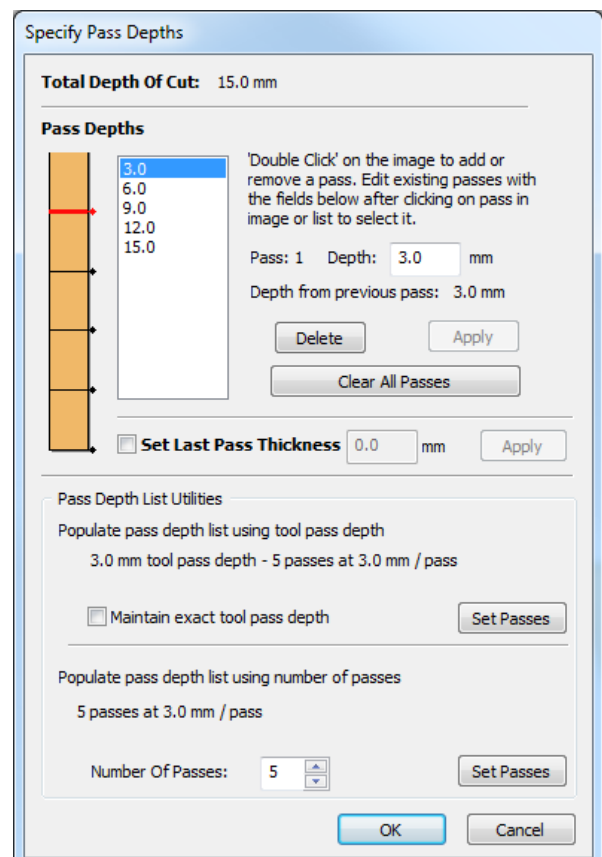 Specify Pass Depths
Total Depth Of Cut: 15.0 mm
Pass Depths
3.0
6.0
9.0
12.0
15.0
'Double Click' on the image to add or
remove a pass. Edit existing passes with
the fields below after clicking on pass in
image or list to select it.
Pass: 1 Depth: 3.0 mm
Depth from previous pass: 3.0 mm
Delete Apply
Clear All Passes
Set Last Pass Thickness 0.0 mm Apply
Pass Depth List Utilities
Populate pass depth list using tool pass depth
3.0 mm tool pass depth - 5 passes at 3.0 mm / pass
Maintain exact tool pass depth Set Passes
Populate pass depth list using number of passes
5 passes at 3.0 mm / pass
Number Of Passes: 5 Set Passes
OK Cancel